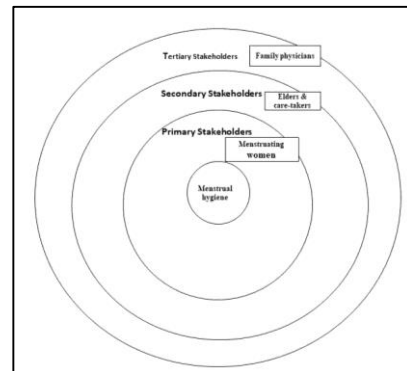 Tertiary Stakeholders
Family physicians
Secondary Stakeholders
Elders &
care-takers
Primary Stakeholders
Menstruating
women
Menstrual
hygiene